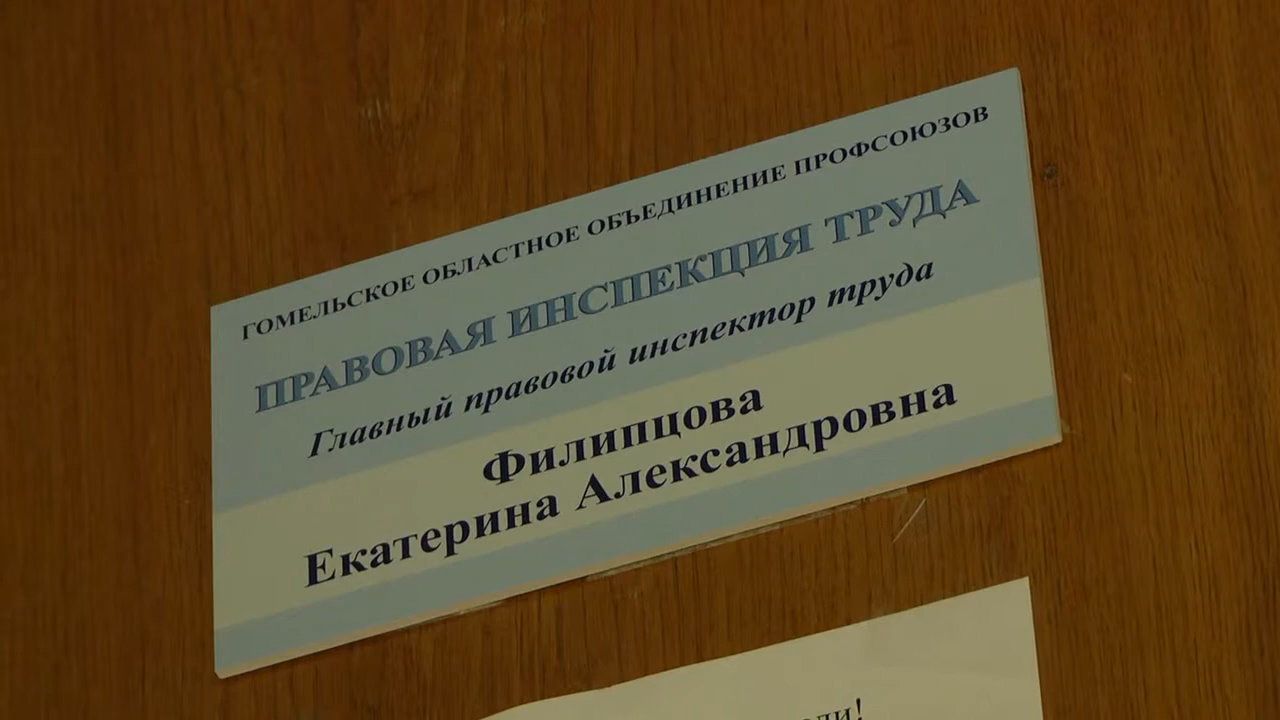 ГОМЕЛЬСКОЕ ОБЛАСТНОЕ ОБЪЕДИНЕНИЕ ПРОФСОЮЗОВ
ПРАВОВАЯ ИНСПЕКЦИЯ ТРУДА
Главный правовой инспектор труда
Филипцова
Екатерина Александровна